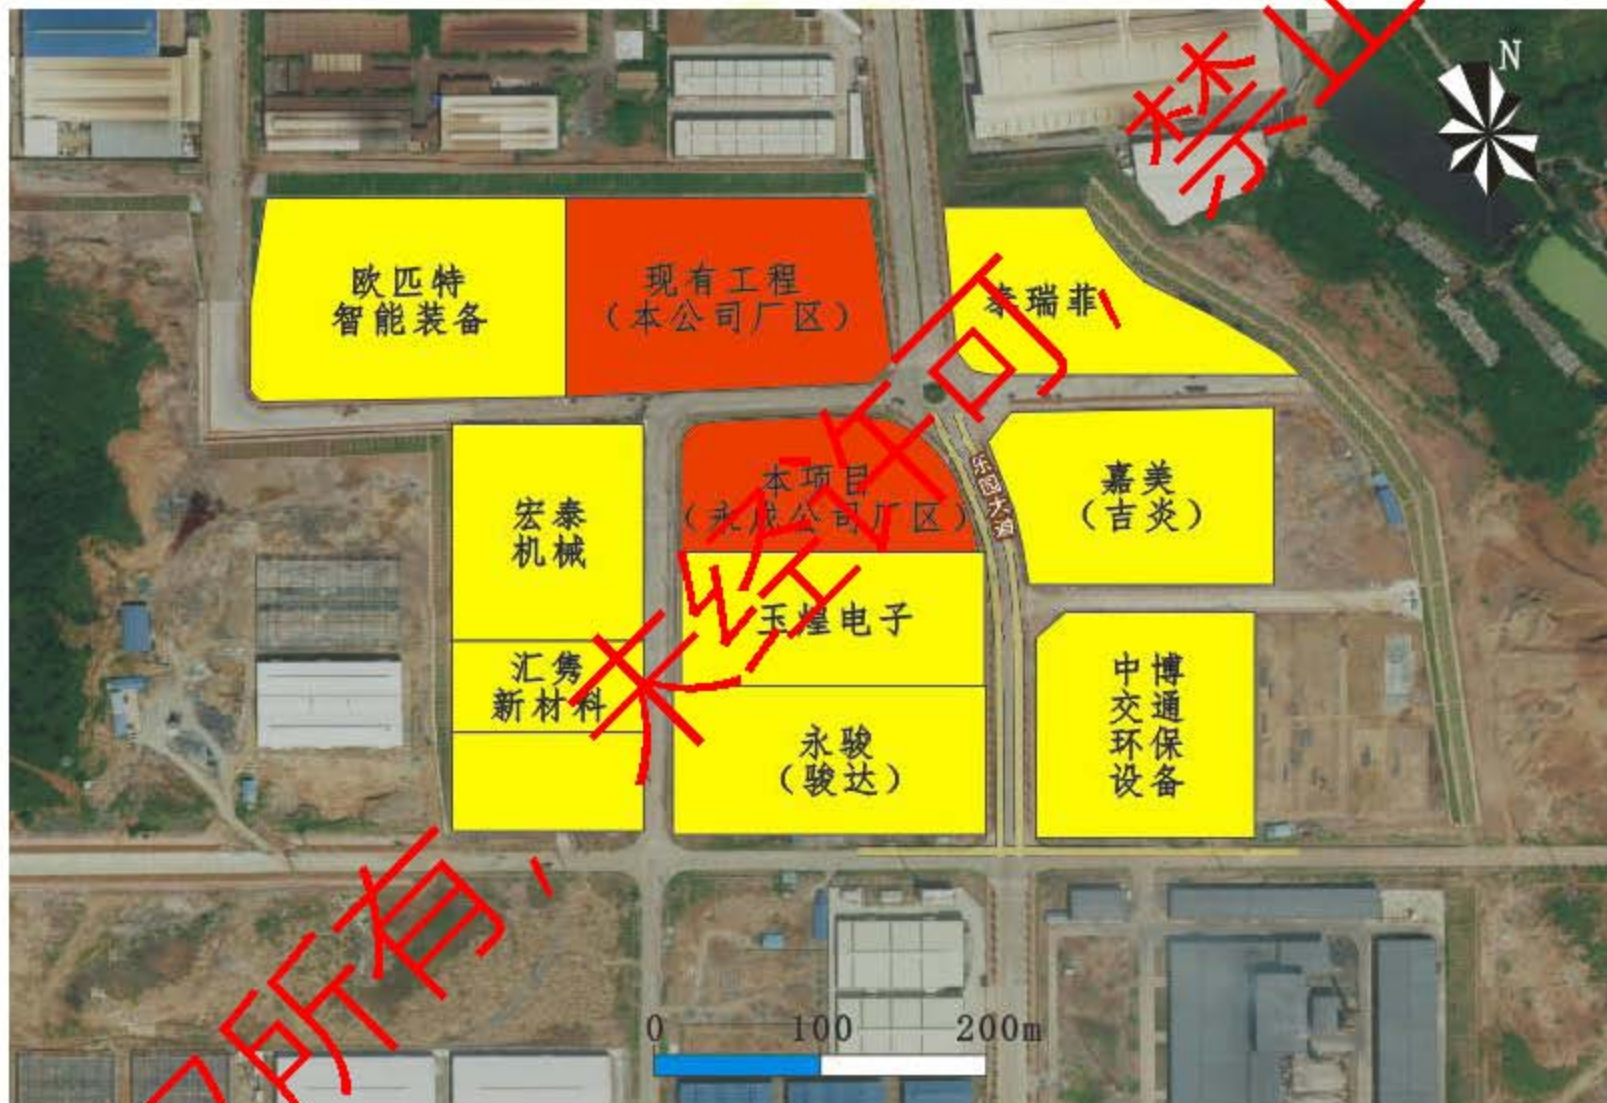 N
欧匹特
智能装备
现有工程
（本公司厂区）
泰瑞菲
宏泰
机械
本项目
（永成公司厂区）
乐园大道
嘉美
（吉炎）
汇隽
新材料
玉煌电子
永骏
（骏达）
中博
交通
环保
设备
0 100 200m
所有，未经许可，禁止